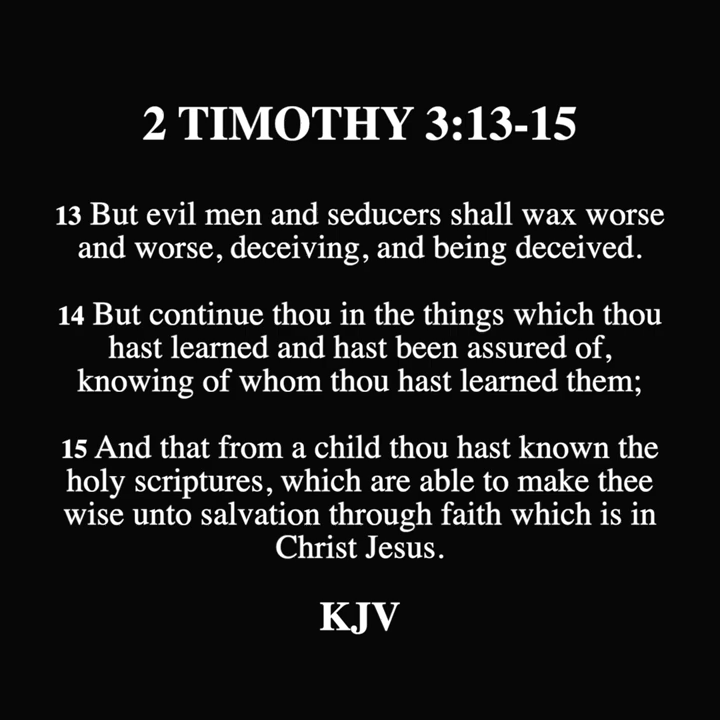 2 TIMOTHY 3:13-15
13 But evil men and seducers shall wax worse
and worse, deceiving, and being deceived.
14 But continue thou in the things which thou
hast learned and hast been assured of,
knowing of whom thou hast learned them;
15 And that from a child thou hast known the
holy scriptures, which are able to make thee
wise unto salvation through faith which is in
Christ Jesus.
KJV